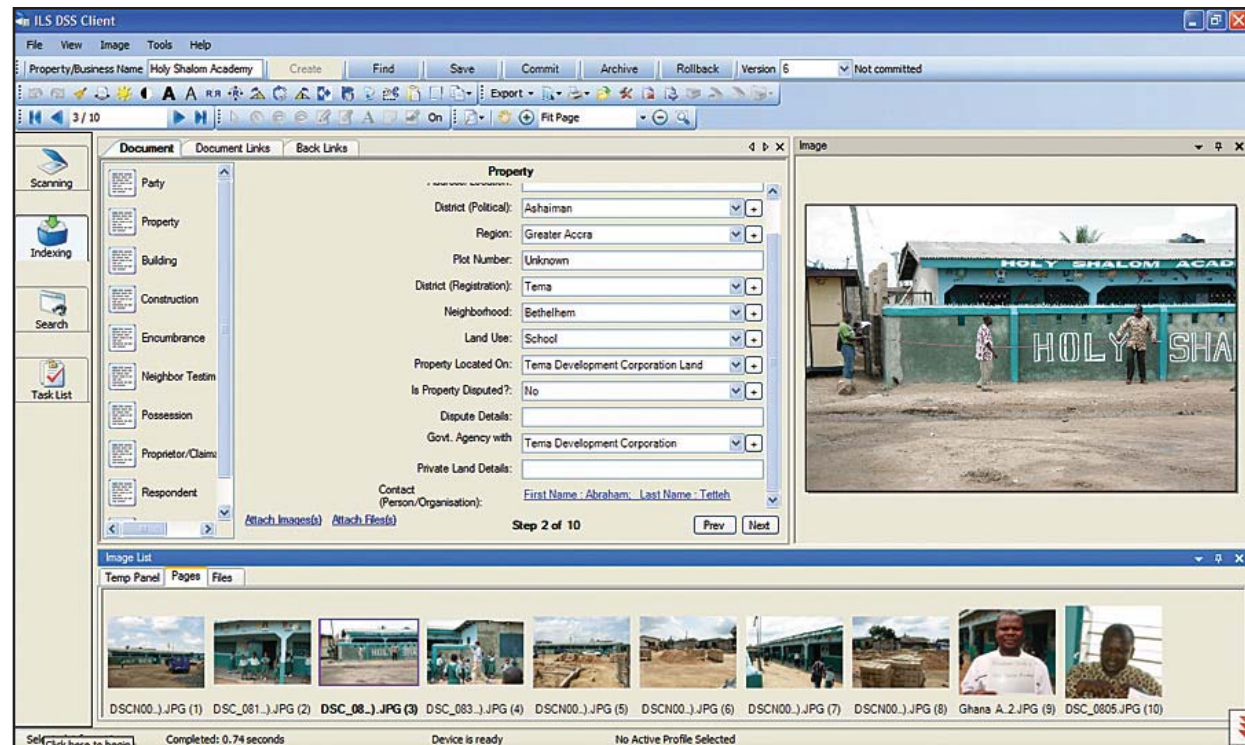 ILS DSS Client
File View Image Tools Help
Property/Business Name Holy Shalom Academy Create Find Save Commit Archive Rollback Version 6 Not committed
Export
3 / 10 On Fit Page
Document Document Links Back Links Image
Scanning
Indexing
Search
Task List
Party
Property
Building
Construction
Encumbrance
Neighbor Testim
Possession
Proprietor/Claima
Respondent
Property
District (Political): Ashaiman
Region: Greater Accra
Plot Number: Unknown
District (Registration): Tema
Neighborhood: Bethelhem
Land Use: School
Property Located On: Tema Development Corporation Land
Is Property Disputed?: No
Dispute Details:
Govt. Agency with Tema Development Corporation
Private Land Details:
Contact
(Person/Organisation): First Name : Abraham; Last Name : Tetteh
Attach Images(s) Attach Files(s) Step 2 of 10 Prev Next
HOLY SHALOM ACAD
HOLY SHA
Image List
Temp Panel Pages Files
DSCN00..).JPG (1) DSC_081..).JPG (2) DSC_08..).JPG (3) DSC_083..).JPG (4) DSCN00..).JPG (5) DSCN00..).JPG (6) DSCN00..).JPG (7) DSCN00..).JPG (8) Ghana A..2.JPG (9) DSC_0805.JPG (10)
Click here to begin Completed: 0.74 seconds Device is ready No Active Profile Selected